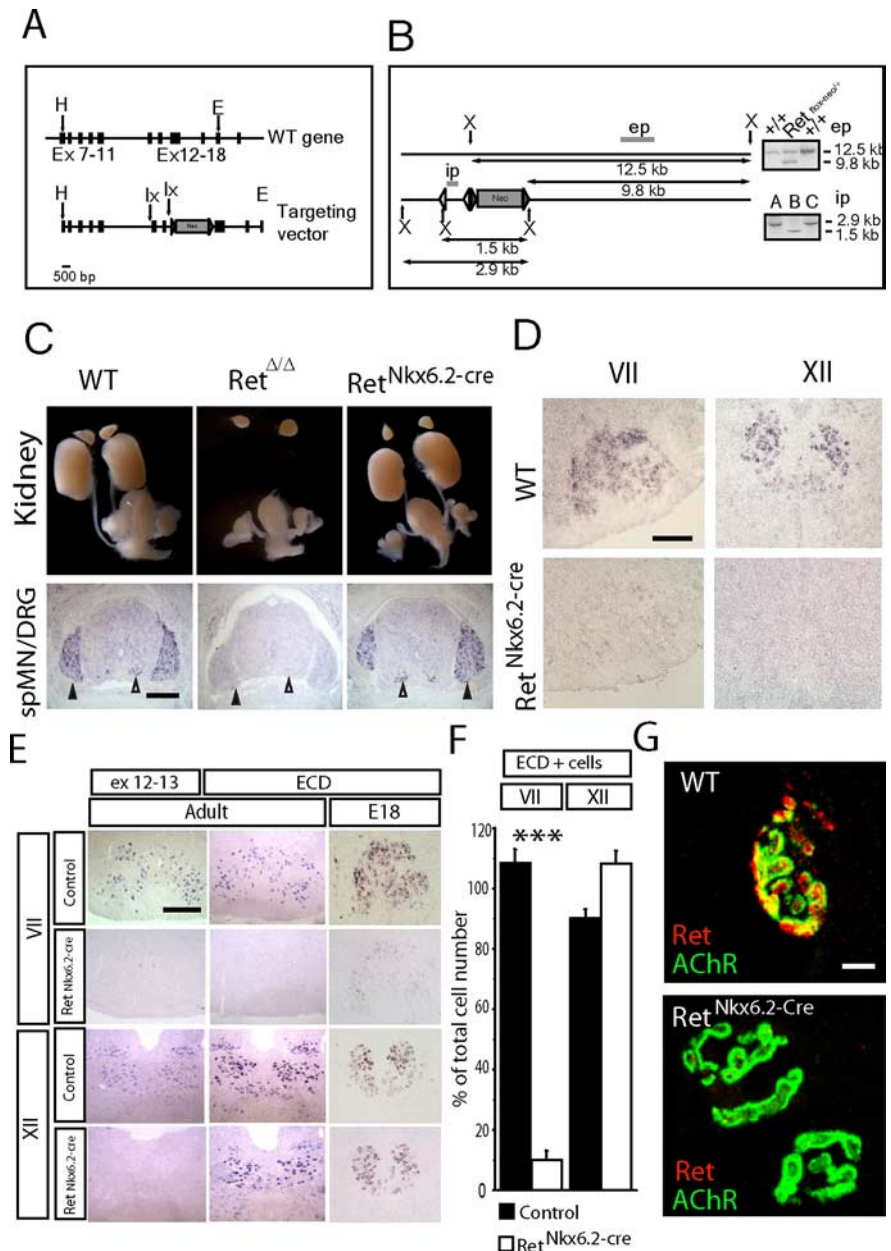 A
H
E
WT gene
Ex 7-11
Ex12-18
H
lx
lx
E
Neo
Targeting
vector
500 bp
B
X
ep
X
12.5 kb
ip
Neo
9.8 kb
X
X
X
1.5 kb
2.9 kb
+/+
Ret flox-neo/+
+/+
ep
12.5 kb
9.8 kb
A B C ip
2.9 kb
1.5 kb
C
WT
Ret Δ/Δ
Ret Nkx6.2-cre
Kidney
spMN/DRG
D
VII
XII
WT
Ret Nkx6.2-cre
E
ex 12-13
ECD
Adult
E18
VII
Control
Ret Nkx6.2-cre
XII
Control
Ret Nkx6.2-cre
F
ECD + cells
VII
XII
% of total cell number
120
100
80
60
40
20
0
***
Control
Ret Nkx6.2-cre
G
WT
Ret
AChR
Ret Nkx6.2-Cre
Ret
AChR